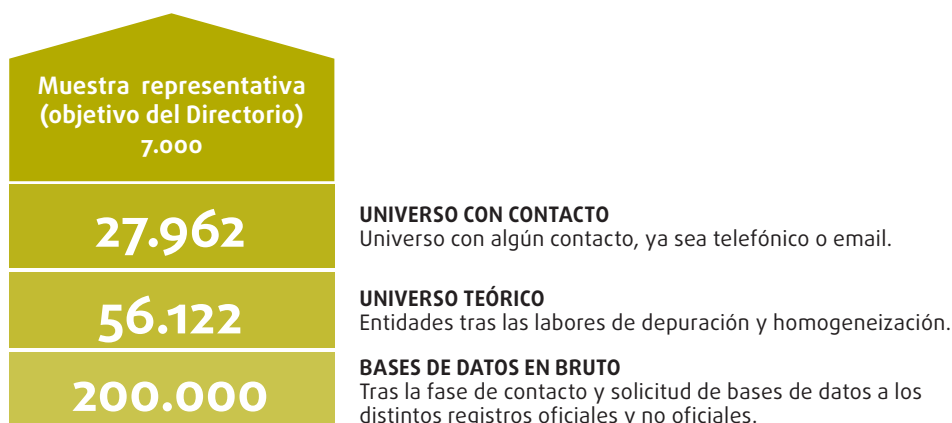 Muestra representativa
(objetivo del Directorio)
7.000
27.962
UNIVERSO CON CONTACTO
Universo con algún contacto, ya sea telefónico o email.
56.122
UNIVERSO TEÓRICO
Entidades tras las labores de depuración y homogeneización.
200.000
BASES DE DATOS EN BRUTO
Tras la fase de contacto y solicitud de bases de datos a los
distintos registros oficiales y no oficiales.